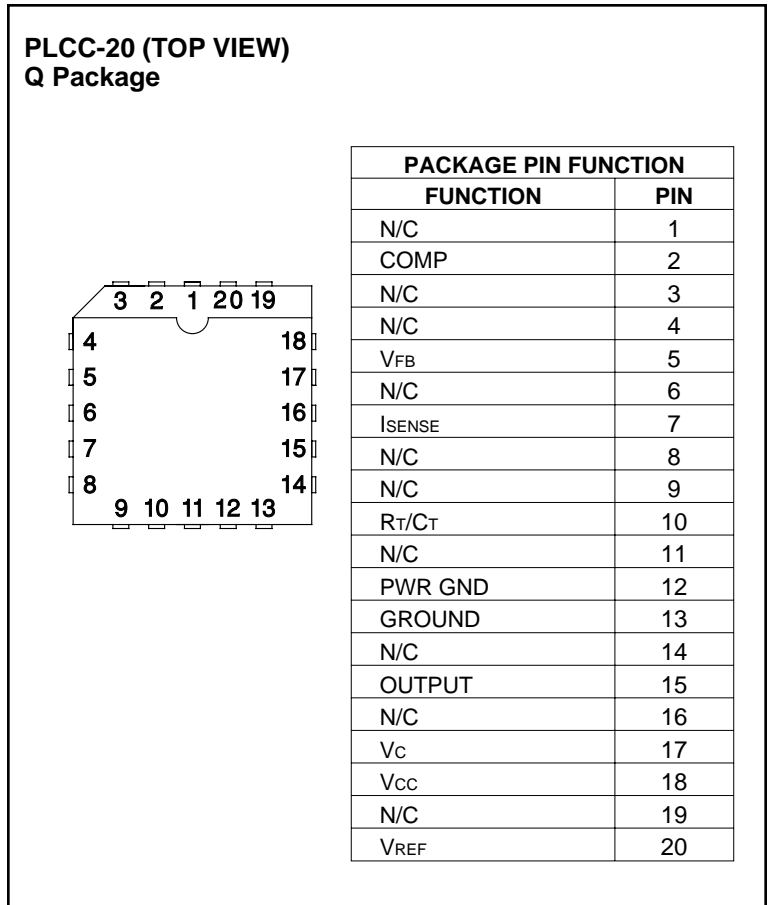 PLCC-20 (TOP VIEW)
Q Package
3 2 1 20 19
4 18
5 17
6 16
7 15
8 14
9 10 11 12 13
PACKAGE PIN FUNCTION
FUNCTION PIN
N/C 1
COMP 2
N/C 3
N/C 4
VFB 5
N/C 6
ISENSE 7
N/C 8
N/C 9
RT/CT 10
N/C 11
PWR GND 12
GROUND 13
N/C 14
OUTPUT 15
N/C 16
VC 17
VCC 18
N/C 19
VREF 20